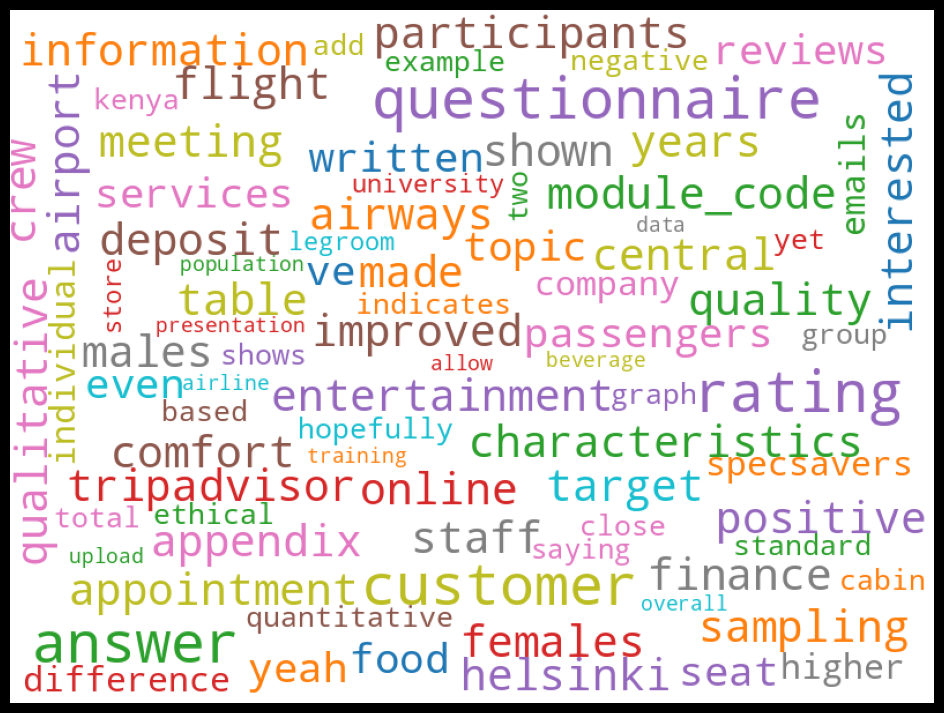 information add participants
example negative reviews
kenya flight questionnaire
airport meeting written shown years
crew services university two module_code emails interested
airways data
deposit legroom topic central yet
store population ve made company
individual table indicates quality
presentation improved passengers group
qualitative males shows allow beverage
even airline entertainment graph rating
based hopefully characteristics
comfort training specsavers
tripadvisor online target
total ethical close positive
appendix staff saying standard
upload appointment customer finance cabin
quantitative overall
answer females sampling
difference yeah food helsinki seat higher